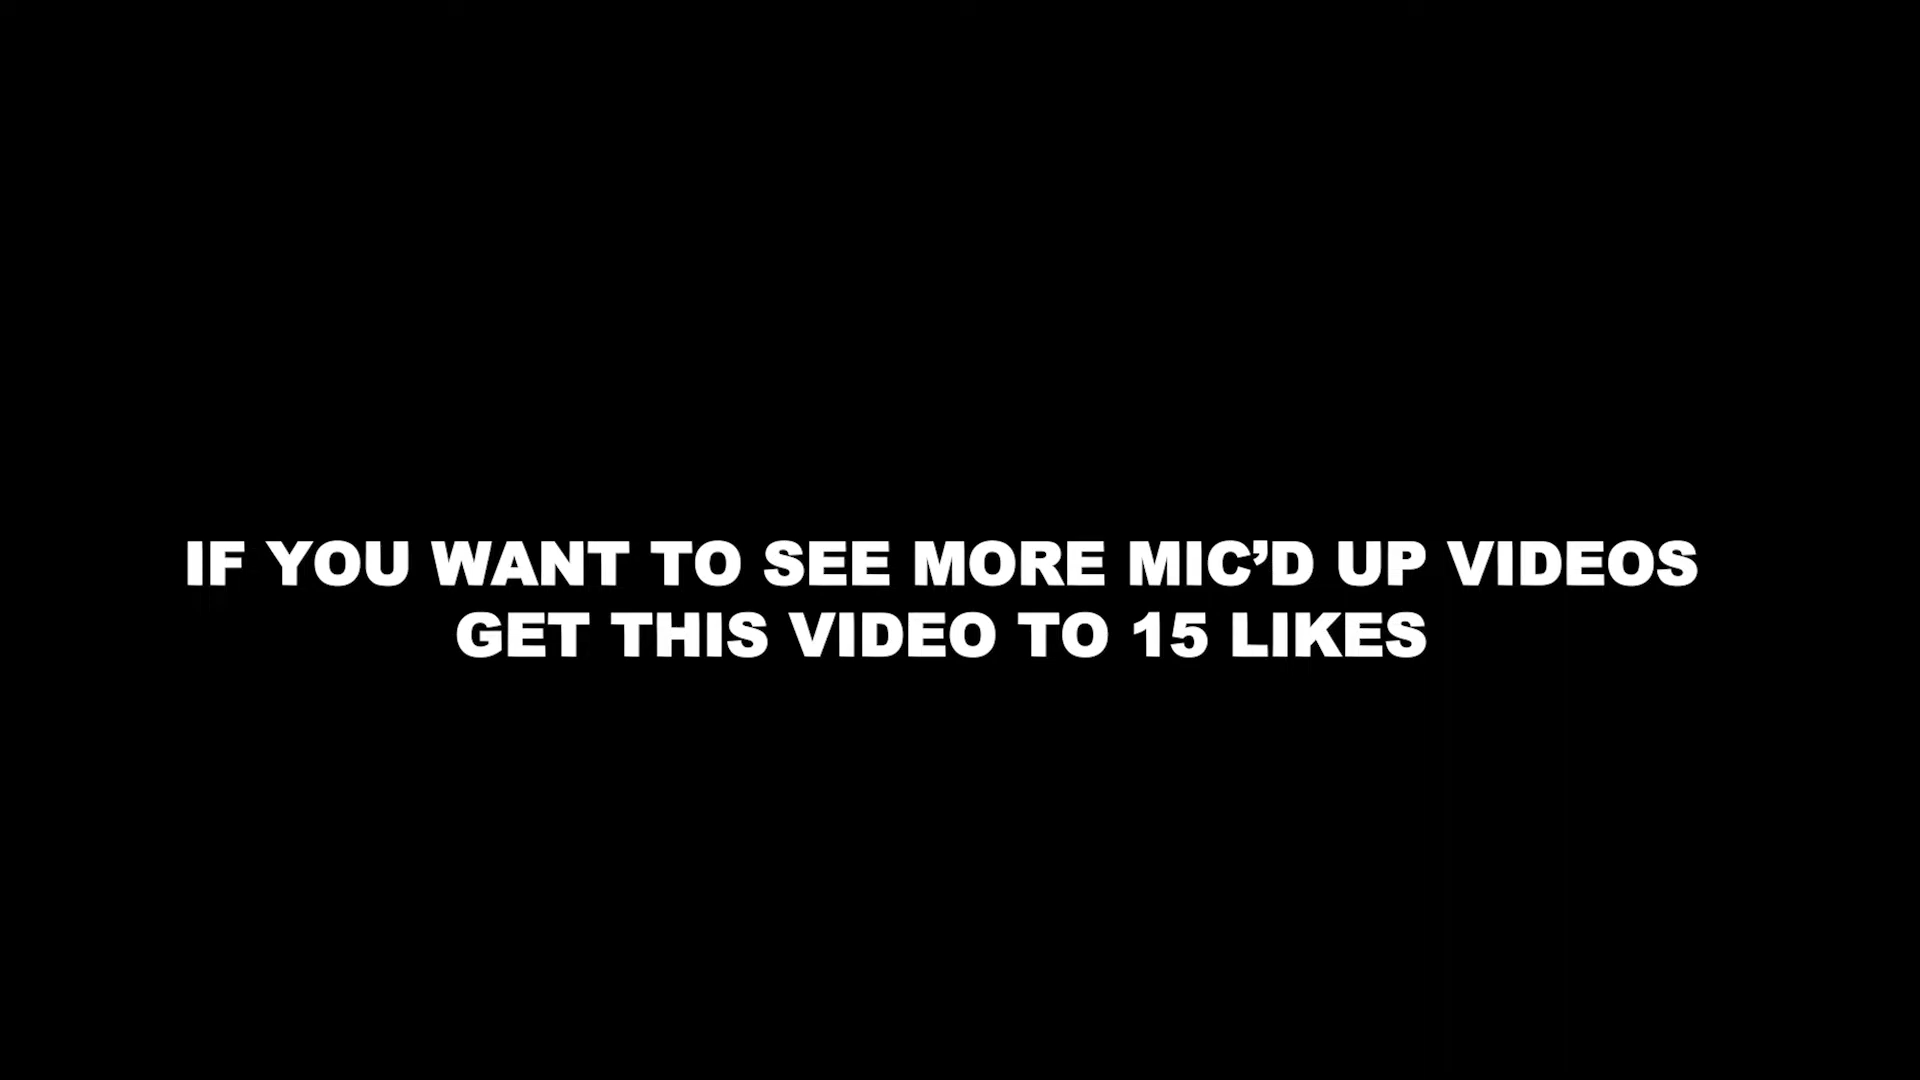 IF YOU WANT TO SEE MORE MIC’D UP VIDEOS
GET THIS VIDEO TO 15 LIKES